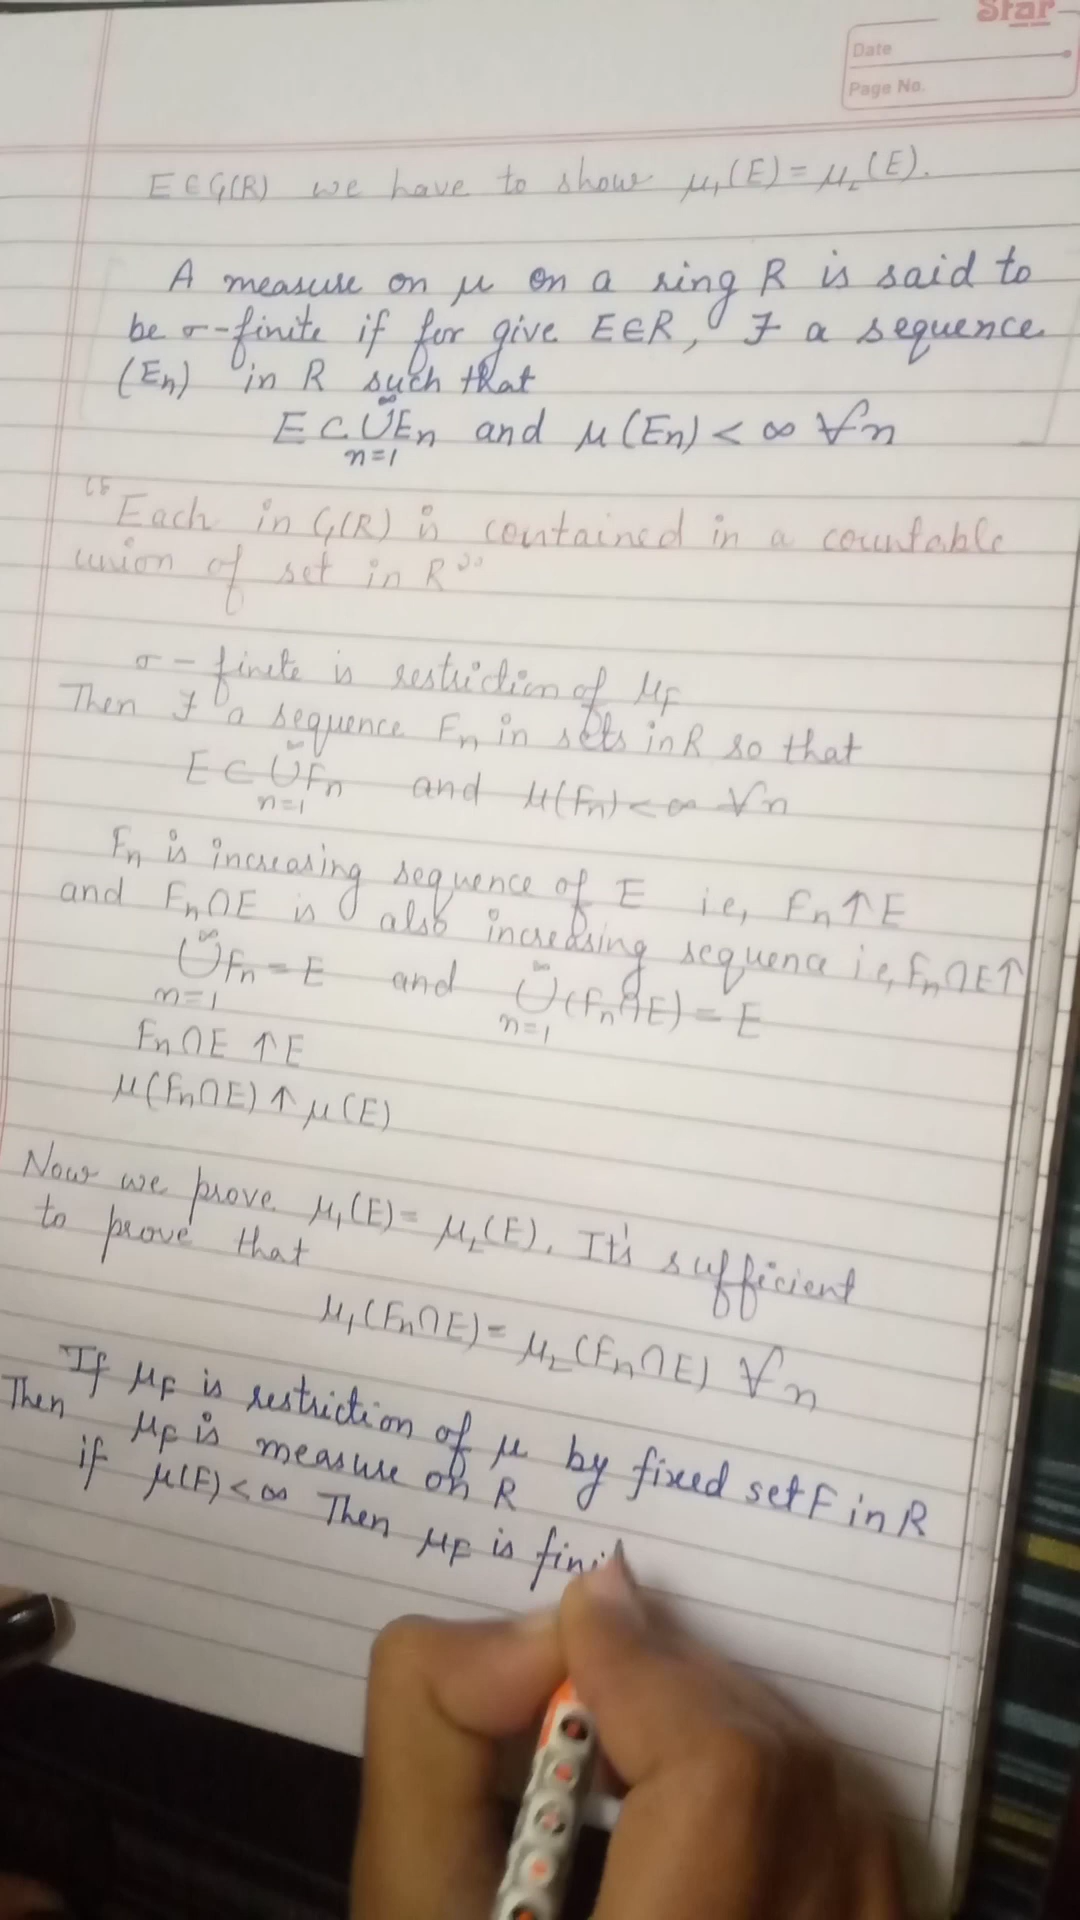 Star
Date
Page No.
E ∈ G(R) we have to show μ₁(E) = μ₂(E).
A measure on μ on a ring R is said to
be σ-finite if for give E∈R, ∃ a sequence
(En) in R such that
E ⊂ ∞∪n=1 En and μ(En) < ∞ ∀n
"Each in G(R) is contained in a countable
union of set in R"
σ-finite is restriction of μF
Then ∃ a sequence Fn in sets in R so that
E ⊂ ∞∪n=1 Fn and μ(Fn) < ∞ ∀n
Fn is increasing sequence of E ie, Fn↑E
and Fn∩E is also increasing sequence ie, Fn∩E↑
∞∪n=1 Fn = E and ∞∪n=1 (Fn∩E) = E
Fn∩E ↑E
μ(Fn∩E) ↑ μ(E)
Now we prove μ₁(E) = μ₂(E). It's sufficient
to prove that
μ₁(Fn∩E) = μ₂(Fn∩E) ∀n
If μF is restriction of μ by fixed set F in R
Then μF is measure on R
if μ(F) < ∞ Then μF is